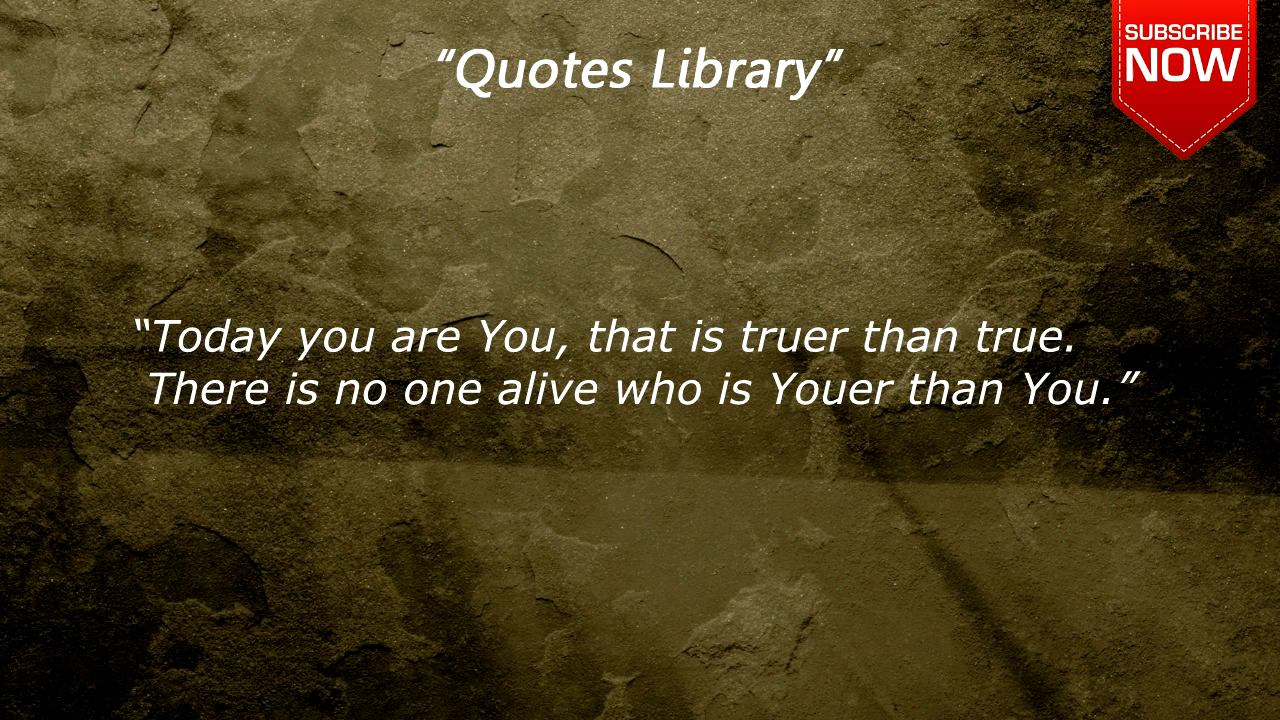 “Quotes Library”
SUBSCRIBE
NOW
“Today you are You, that is truer than true.
There is no one alive who is Youer than You.”